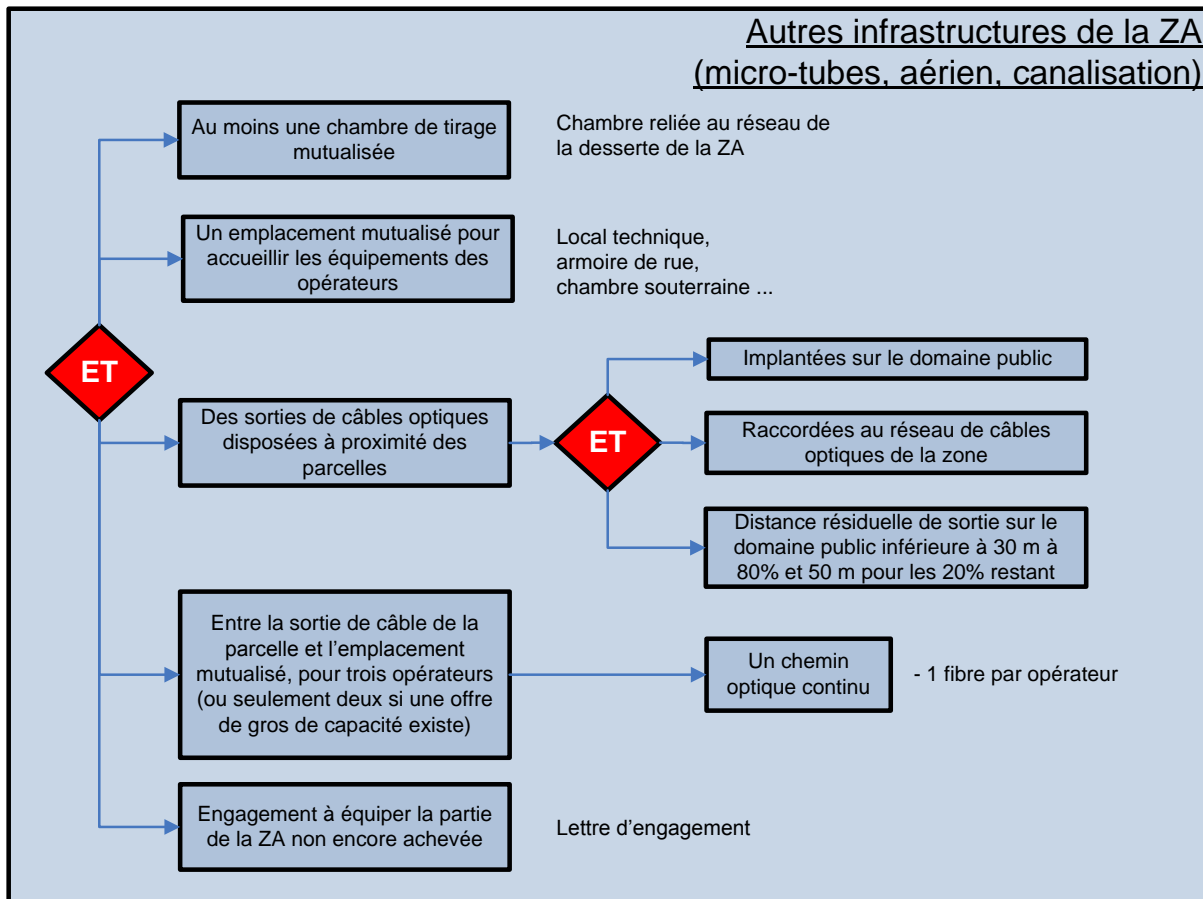 Autres infrastructures de la ZA
(micro-tubes, aérien, canalisation)
Au moins une chambre de tirage
mutualisée
Chambre reliée au réseau de
la desserte de la ZA
Un emplacement mutualisé pour
accueillir les équipements des
opérateurs
Local technique,
armoire de rue,
chambre souterraine ...
ET
Des sorties de câbles optiques
disposées à proximité des
parcelles
ET
Implantées sur le domaine public
Raccordées au réseau de câbles
optiques de la zone
Distance résiduelle de sortie sur le
domaine public inférieure à 30 m à
80% et 50 m pour les 20% restant
Entre la sortie de câble de la
parcelle et l’emplacement
mutualisé, pour trois opérateurs
(ou seulement deux si une offre
de gros de capacité existe)
Un chemin
optique continu
- 1 fibre par opérateur
Engagement à équiper la partie
de la ZA non encore achevée
Lettre d’engagement